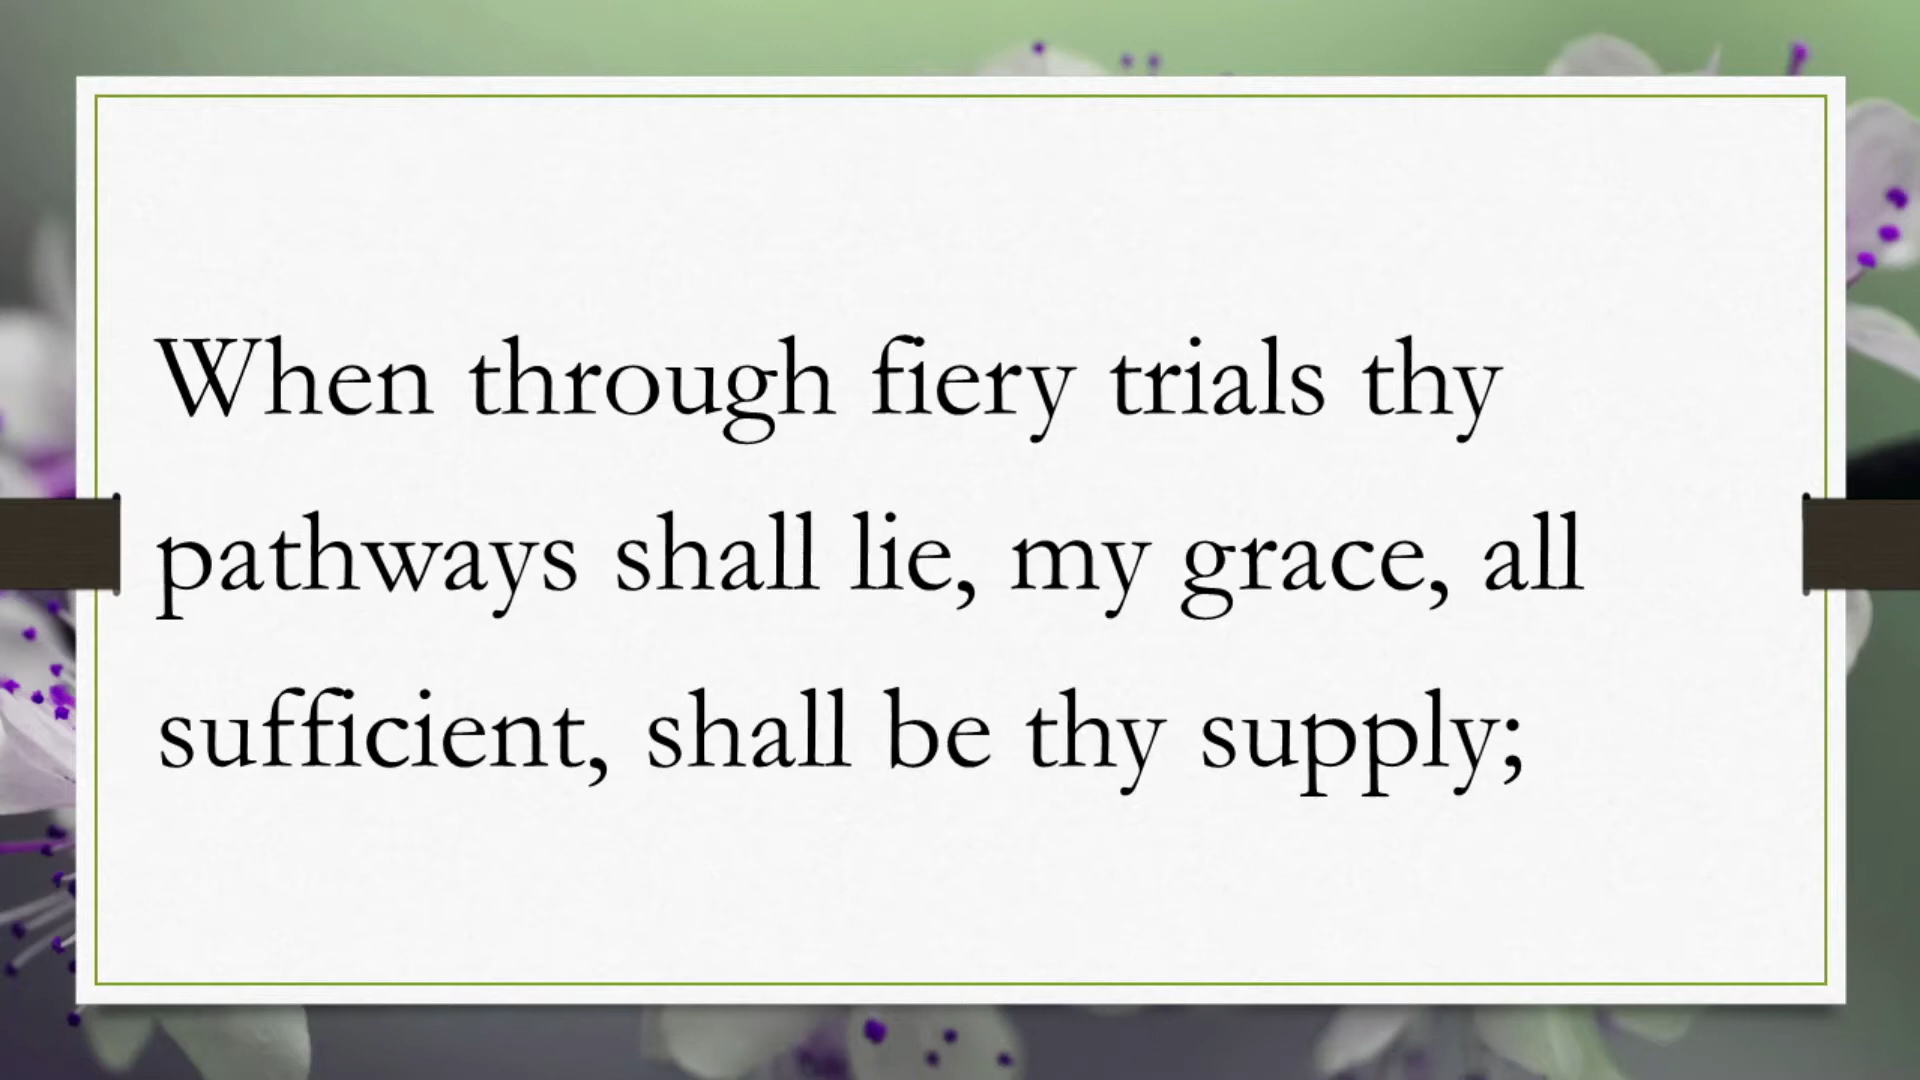 When through fiery trials thy
pathways shall lie, my grace, all
sufficient, shall be thy supply;